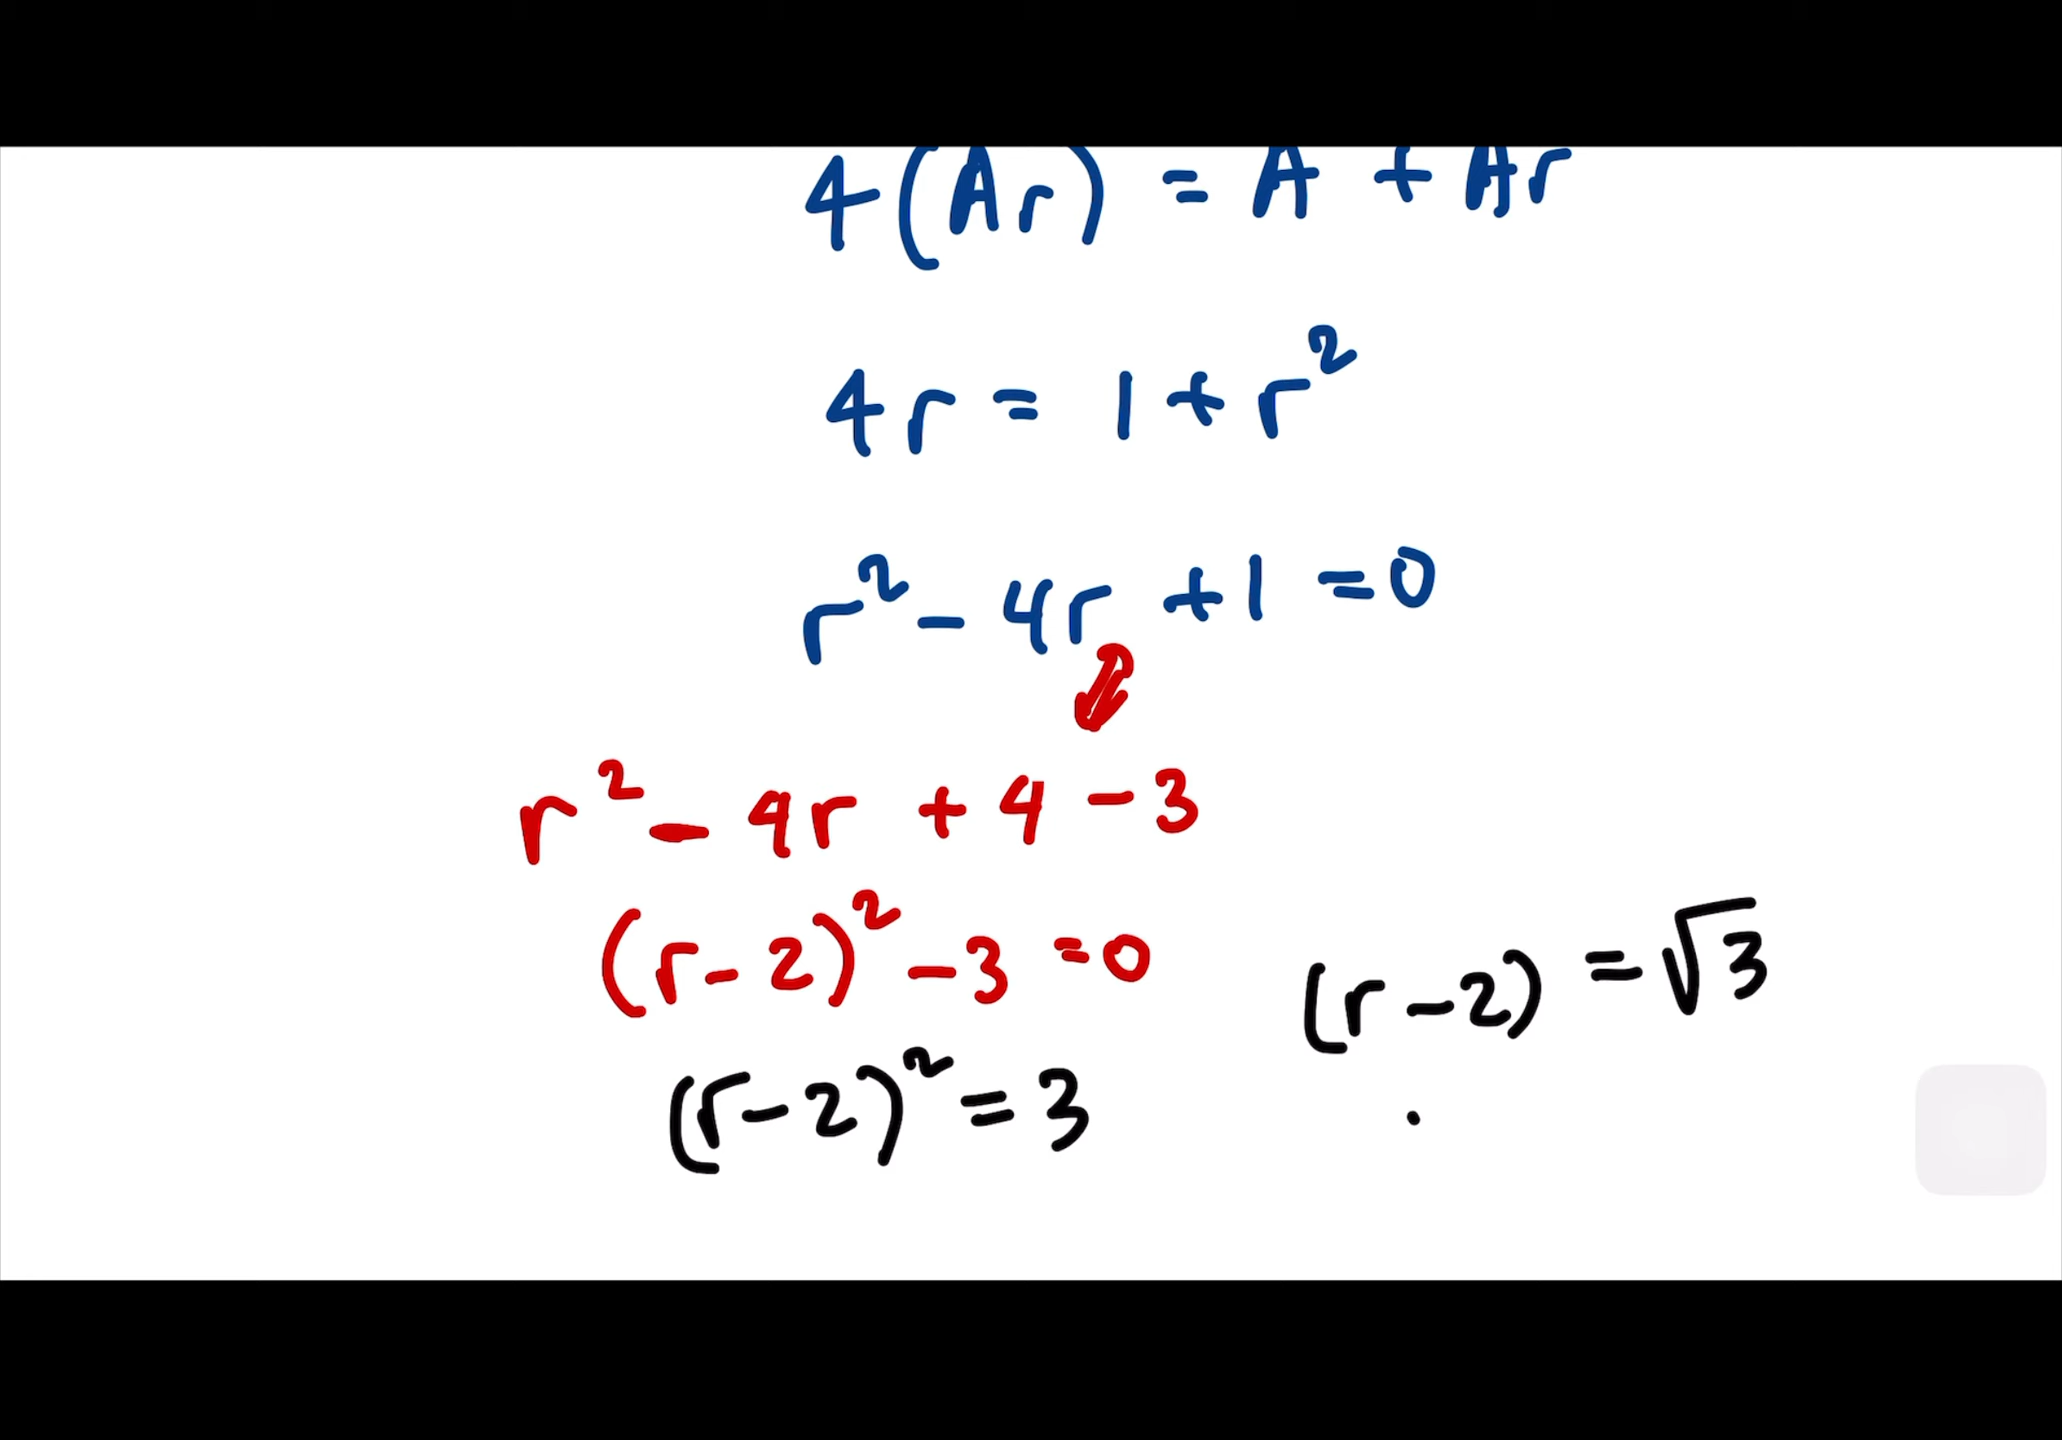 4(Ar) = A + Ar
4r = 1 + r²
r² - 4r + 1 = 0
r² - 4r + 4 - 3
(r-2)² - 3 = 0
(r-2) = √3
(r-2)² = 3